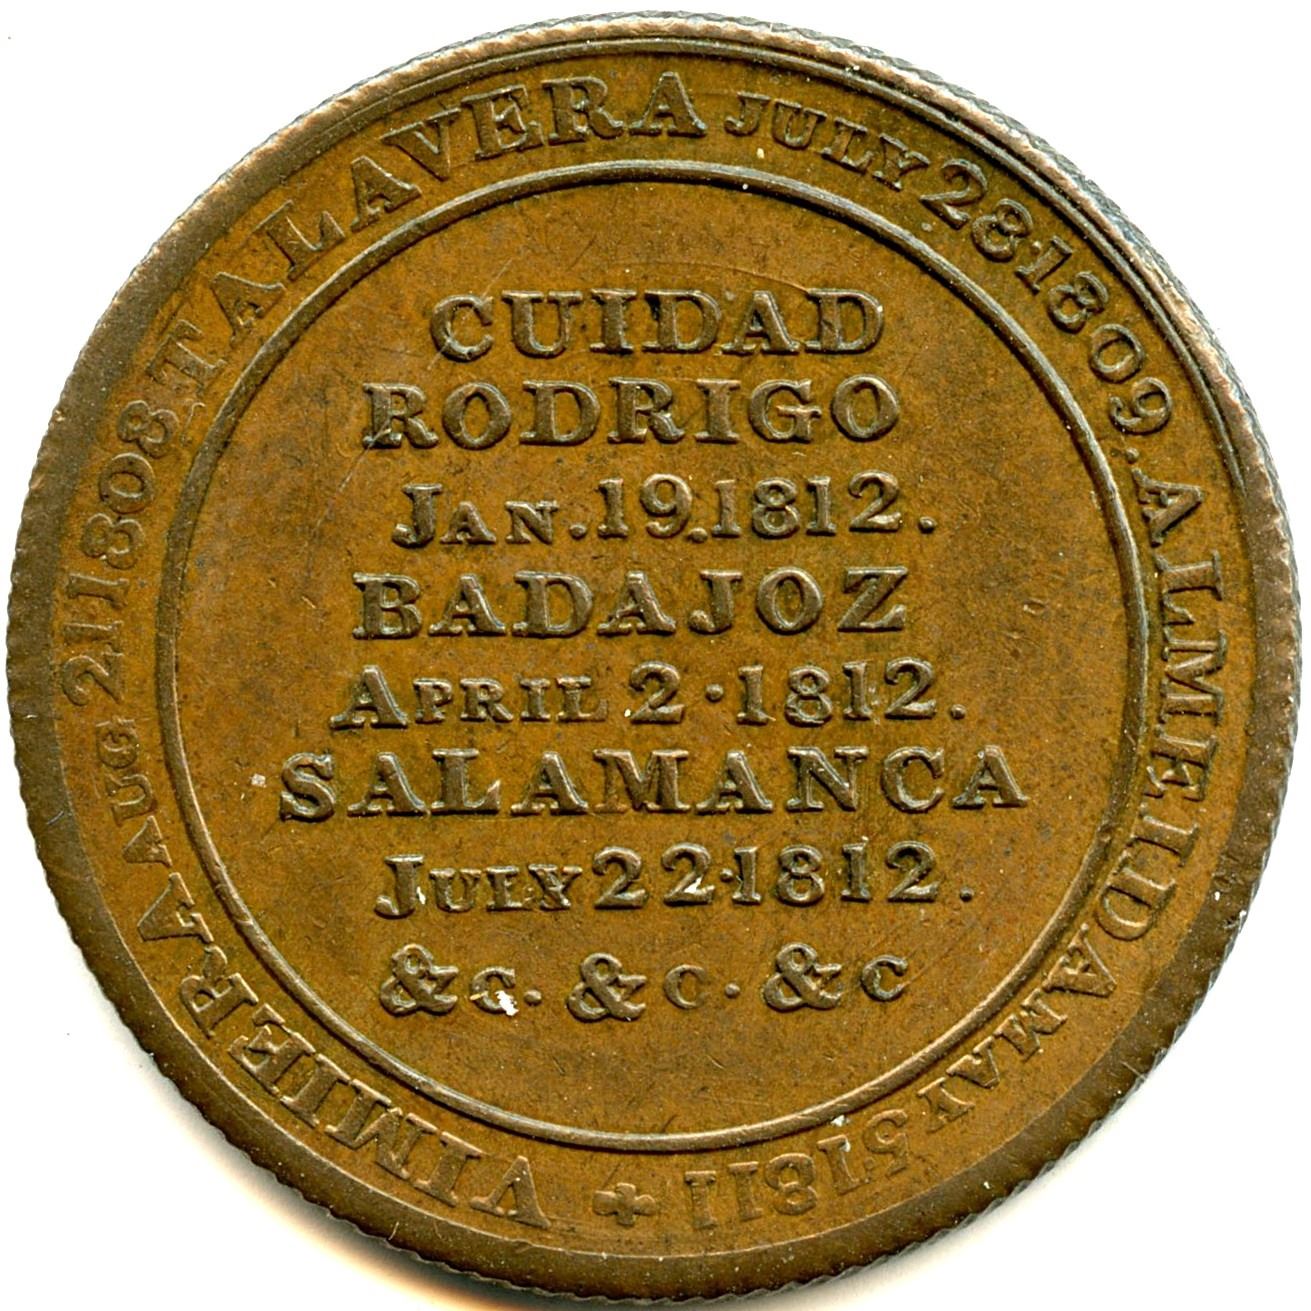 VIMIERA AUG 21 1808 TALAVERA JULY 28·1809. ALMEIDA MAY 5·1811
CUIDAD
RODRIGO
JAN. 19.1812.
BADAJOZ
APRIL 2·1812.
SALAMANCA
JULY 22·1812.
&c. &c. &c